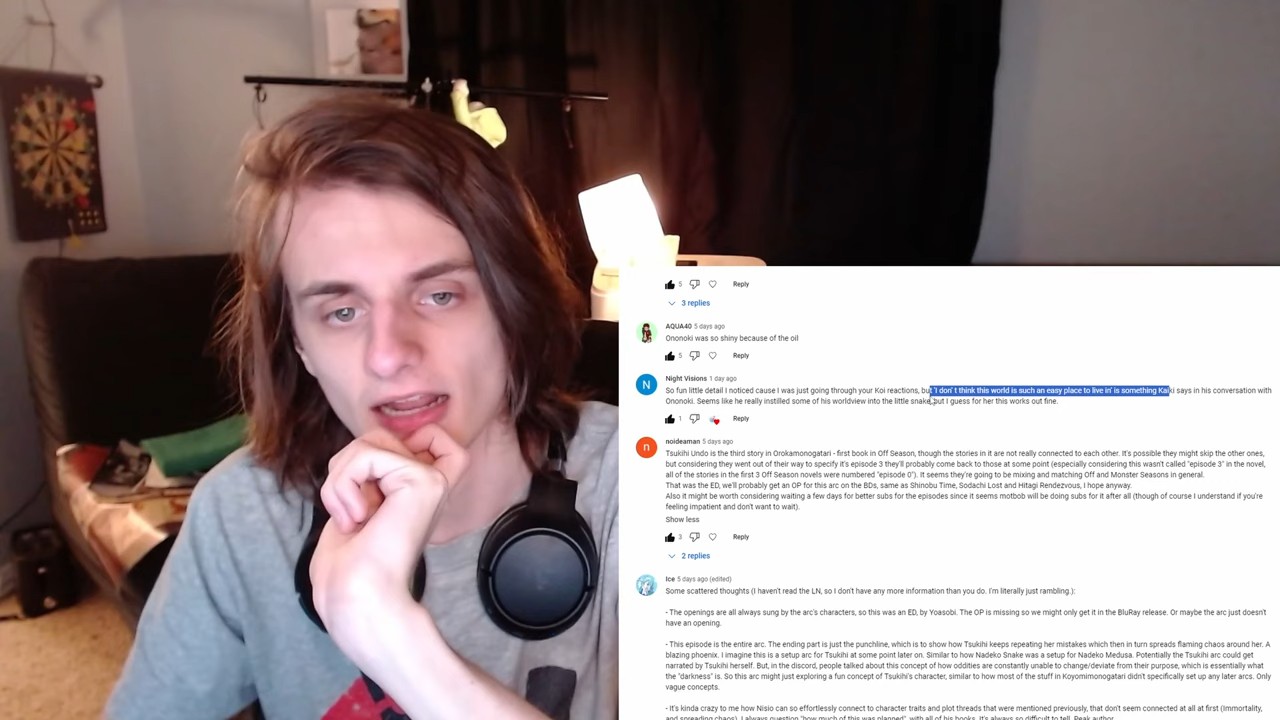 5 Reply
3 replies
AQUA40 5 days ago
Ononoki was so shiny because of the oil
5 Reply
N
Night Visions 1 day ago
So fun little detail I noticed cause I was just going through your Koi reactions, but 'I don´t think this world is such an easy place to live in' is something Kaiki says in his conversation with
Ononoki. Seems like he really instilled some of his worldview into the little snake, but I guess for her this works out fine.
1 Reply
n
noideaman 5 days ago
Tsukihi Undo is the third story in Orokamonogatari - first book in Off Season, though the stories in it are not really connected to each other. It's possible they might skip the other ones,
but considering they went out of their way to specify it's episode 3 they'll probably come back to those at some point (especially considering this wasn't called "episode 3" in the novel,
all of the stories in the first 3 Off Season novels were numbered "episode 0"). It seems they're going to be mixing and matching Off and Monster Seasons in general.
That was the ED, we'll probably get an OP for this arc on the BDs, same as Shinobu Time, Sodachi Lost and Hitagi Rendezvous, I hope anyway.
Also it might be worth considering waiting a few days for better subs for the episodes since it seems motbob will be doing subs for it after all (though of course I understand if you're
feeling impatient and don't want to wait).
Show less
3 Reply
2 replies
Ice 5 days ago (edited)
Some scattered thoughts (I haven't read the LN, so I don't have any more information than you do. I'm literally just rambling.):
- The openings are all always sung by the arc's characters, so this was an ED, by Yoasobi. The OP is missing so we might only get it in the BluRay release. Or maybe the arc just doesn't
have an opening.
- This episode is the entire arc. The ending part is just the punchline, which is to show how Tsukihi keeps repeating her mistakes which then in turn spreads flaming chaos around her. A
blazing phoenix. I imagine this is a setup arc for Tsukihi at some point later on. Similar to how Nadeko Snake was a setup for Nadeko Medusa. Potentially the Tsukihi arc could get
narrated by Tsukihi herself. But, in the discord, people talked about this concept of how oddities are constantly unable to change/deviate from their purpose, which is essentially what
the "darkness" is. So this arc might just exploring a fun concept of Tsukihi's character, similar to how most of the stuff in Koyomimonogatari didn't specifically set up any later arcs. Only
vague concepts.
- It's kinda crazy to me how Nisio can so effortlessly connect to character traits and plot threads that were mentioned previously, that don't seem connected at all at first (Immortality,
and spreading chaos). I always question "how much of this was planned", with all of his books. It's always so difficult to tell. Peak author.